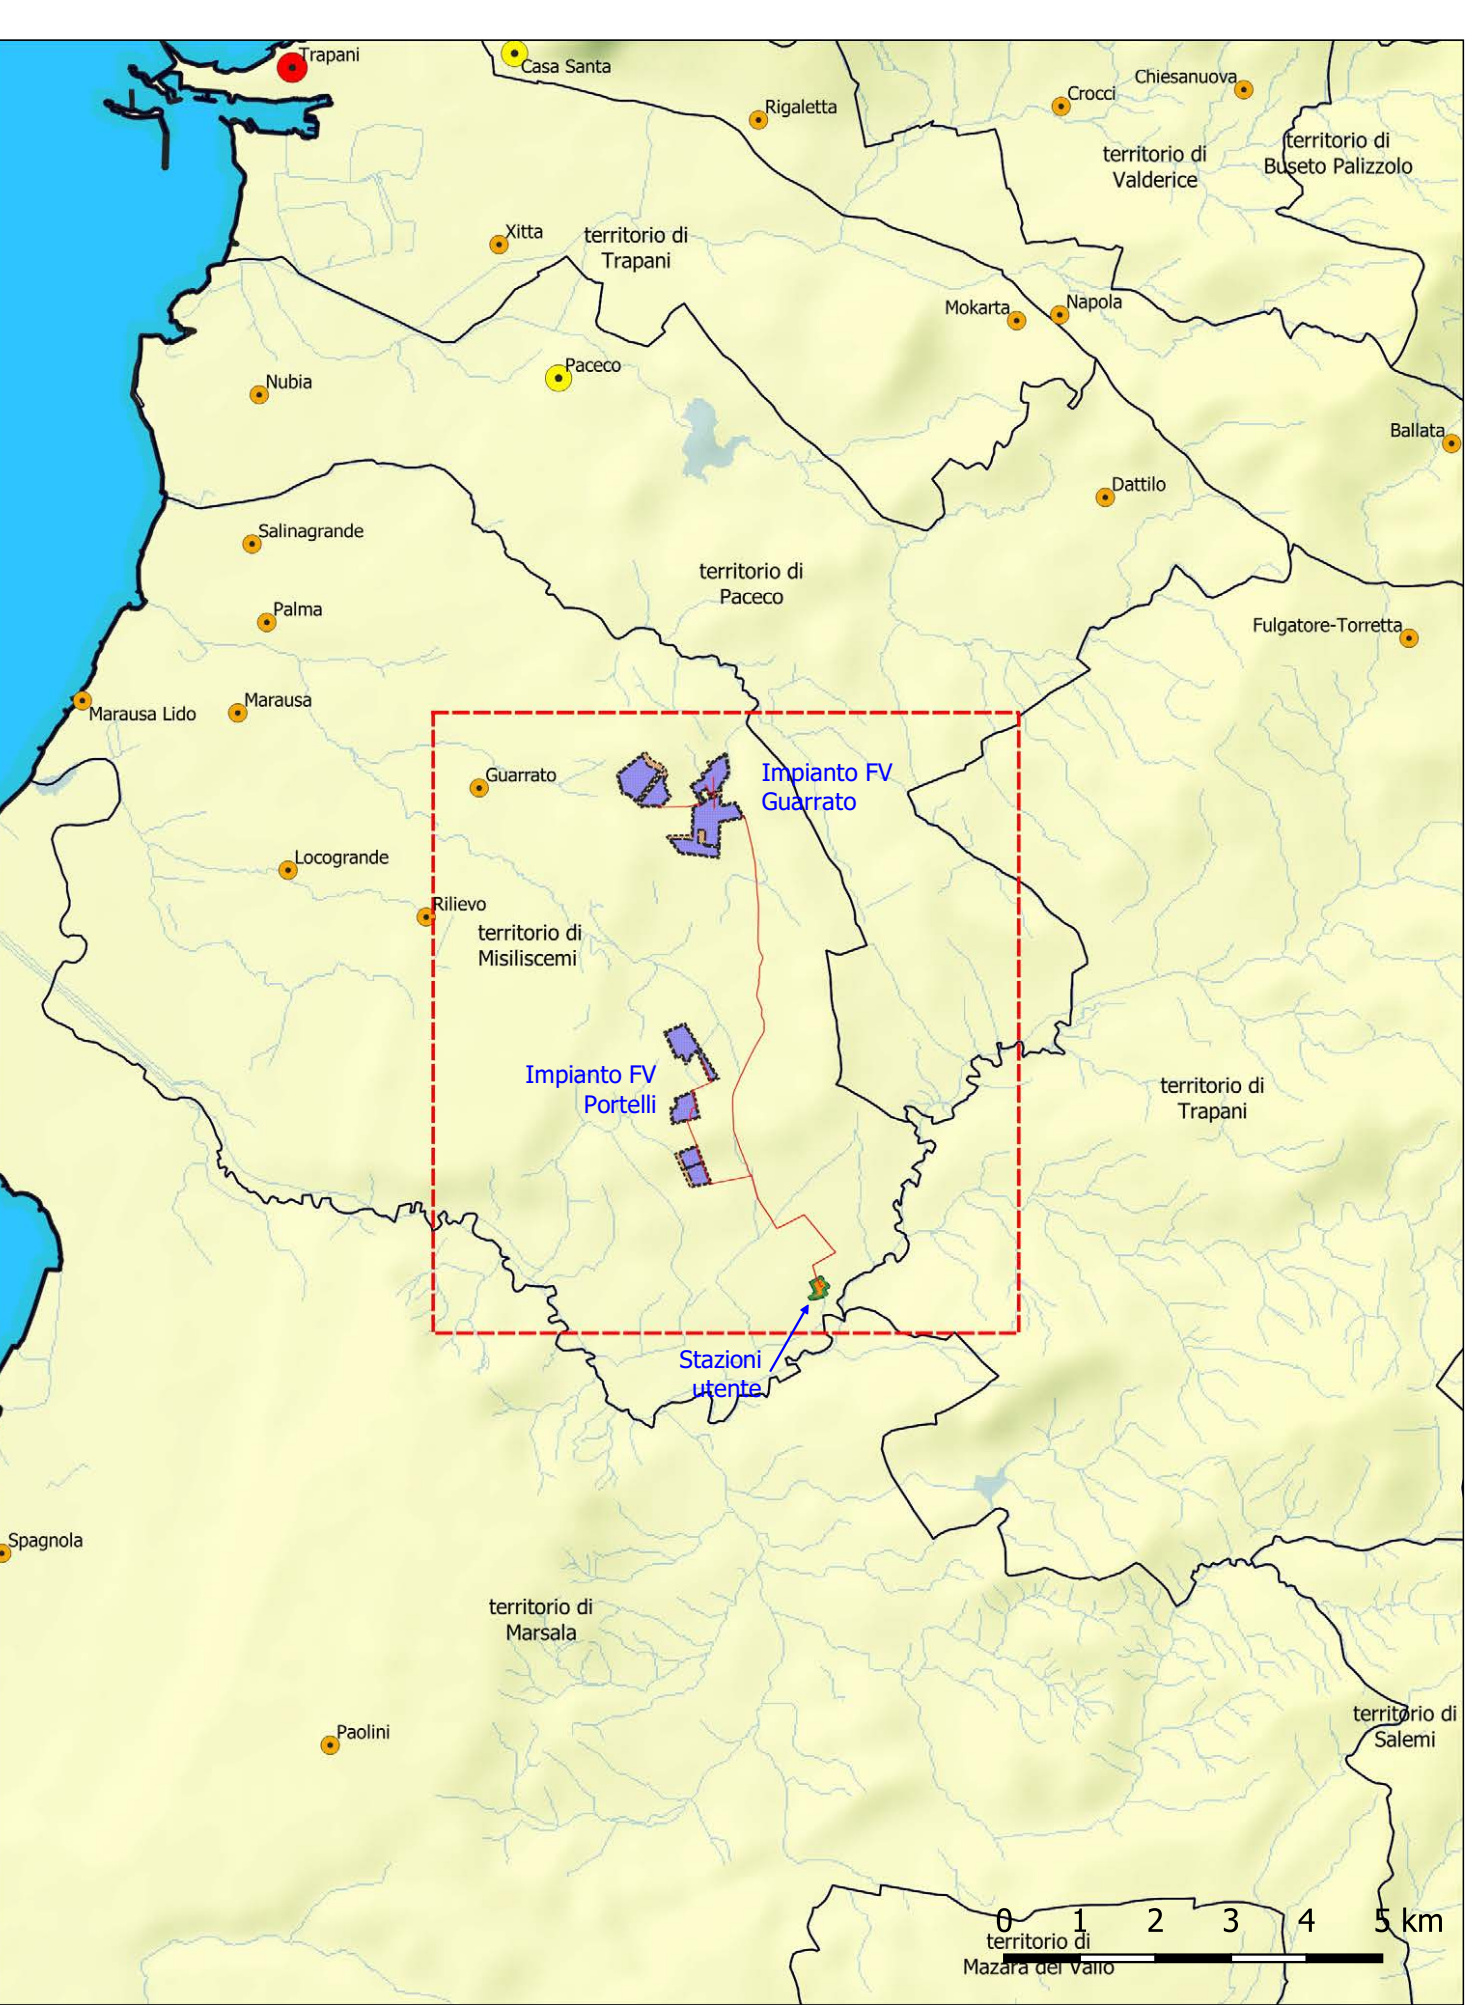 Trapani
Casa Santa
Chiesanuova
Crocci
Rigaletta
territorio di
Buseto Palizzolo
territorio di
Valderice
Xitta
territorio di
Trapani
Mokarta
Napola
Paceco
Nubia
Ballata
Dattilo
Salinagrande
territorio di
Paceco
Palma
Fulgatore-Torretta
Marausa
Marausa Lido
Guarrato
Impianto FV
Guarrato
Locogrande
Rilievo
territorio di
Misiliscemi
Impianto FV
Portelli
territorio di
Trapani
Stazioni
utente
Spagnola
territorio di
Marsala
territorio di
Salemi
Paolini
0 1 2 3 4 5 km
territorio di
Mazara del Vallo